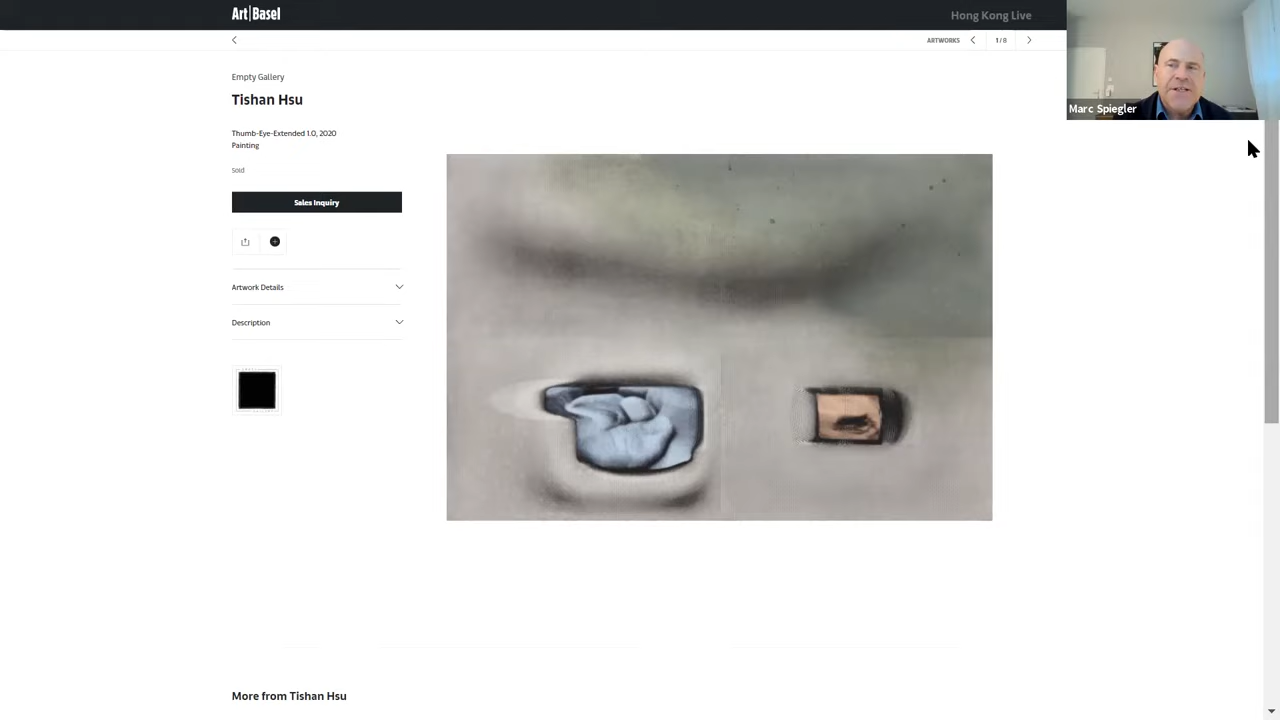 Art|Basel
Hong Kong Live
ARTWORKS
1 / 8
Marc Spiegler
Empty Gallery
Tishan Hsu
Thumb-Eye-Extended 1.0, 2020
Painting
Sold
Sales Inquiry
Artwork Details
Description
More from Tishan Hsu